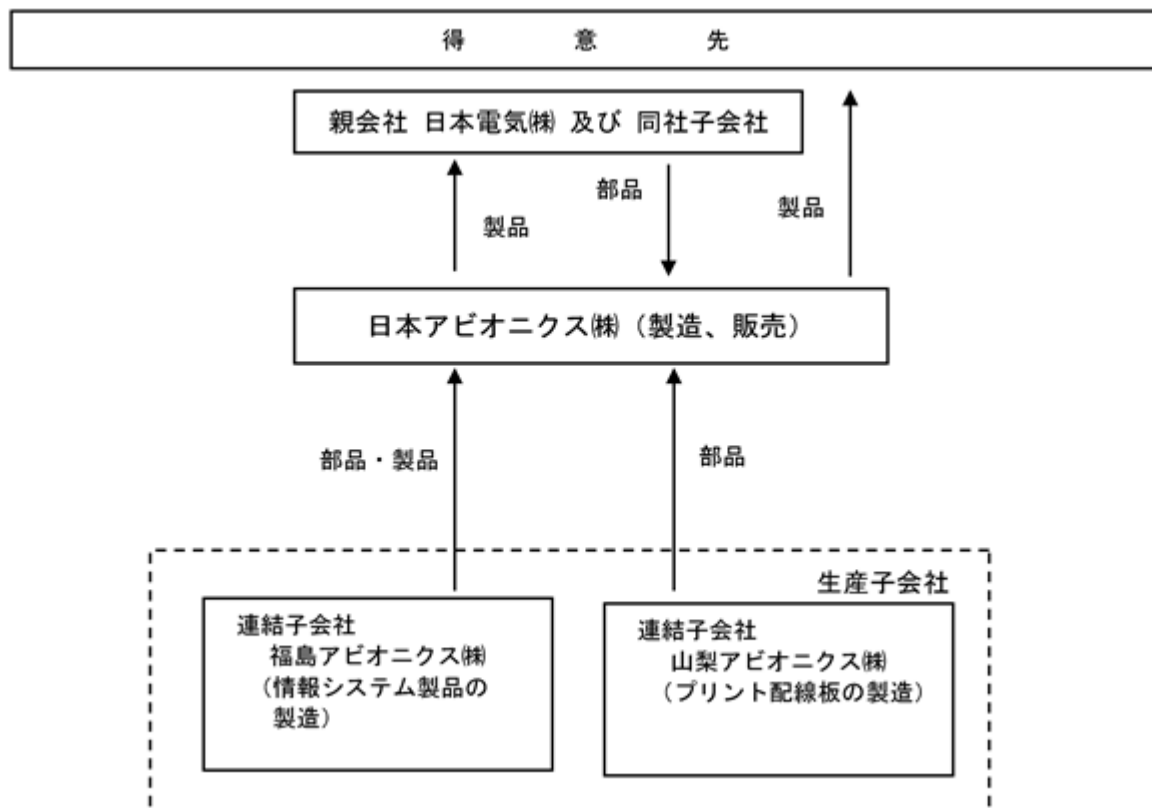 得意先
親会社 日本電気㈱ 及び 同社子会社
部品
製品
製品
日本アビオニクス㈱（製造、販売）
部品・製品
部品
生産子会社
連結子会社
福島アビオニクス㈱
（情報システム製品の
製造）
連結子会社
山梨アビオニクス㈱
（プリント配線板の製造）